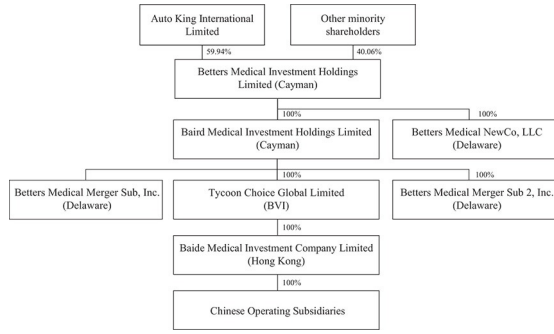 Auto King International
Limited
Other minority
shareholders
59.94%
40.06%
Betters Medical Investment Holdings
Limited (Cayman)
100%
100%
Baird Medical Investment Holdings Limited
(Cayman)
Betters Medical NewCo, LLC
(Delaware)
100%
100%
100%
Betters Medical Merger Sub, Inc.
(Delaware)
Tycoon Choice Global Limited
(BVI)
Betters Medical Merger Sub 2, Inc.
(Delaware)
100%
Baide Medical Investment Company Limited
(Hong Kong)
100%
Chinese Operating Subsidiaries